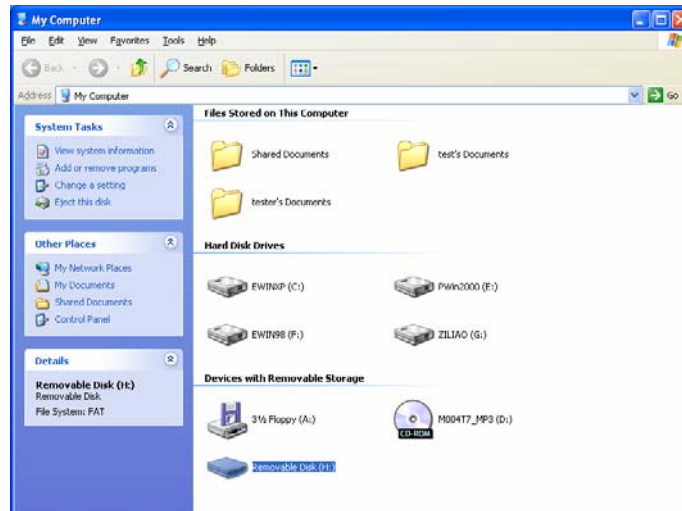 My Computer
File Edit View Favorites Tools Help
Back Search Folders
Address My Computer Go
System Tasks
View system information
Add or remove programs
Change a setting
Eject this disk
Other Places
My Network Places
My Documents
Shared Documents
Control Panel
Details
Removable Disk (H:)
Removable Disk
File System: FAT
Files Stored on This Computer
Shared Documents test's Documents
tester's Documents
Hard Disk Drives
EWINXP (C:) PWin2000 (E:)
EWIN98 (F:) ZILIAO (G:)
Devices with Removable Storage
3½ Floppy (A:) M004T7_MP3 (D:)
CD-ROM
Removable Disk (H:)